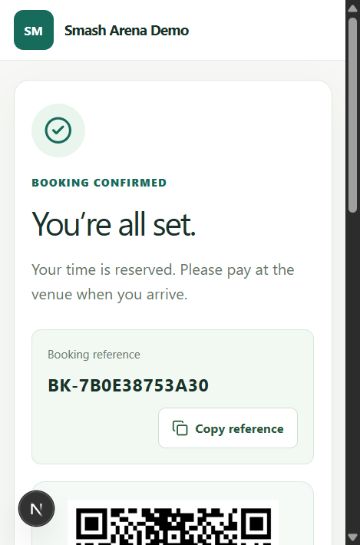 SM
Smash Arena Demo
BOOKING CONFIRMED
You’re all set.
Your time is reserved. Please pay at the
venue when you arrive.
Booking reference
BK-7B0E38753A30
Copy reference
N